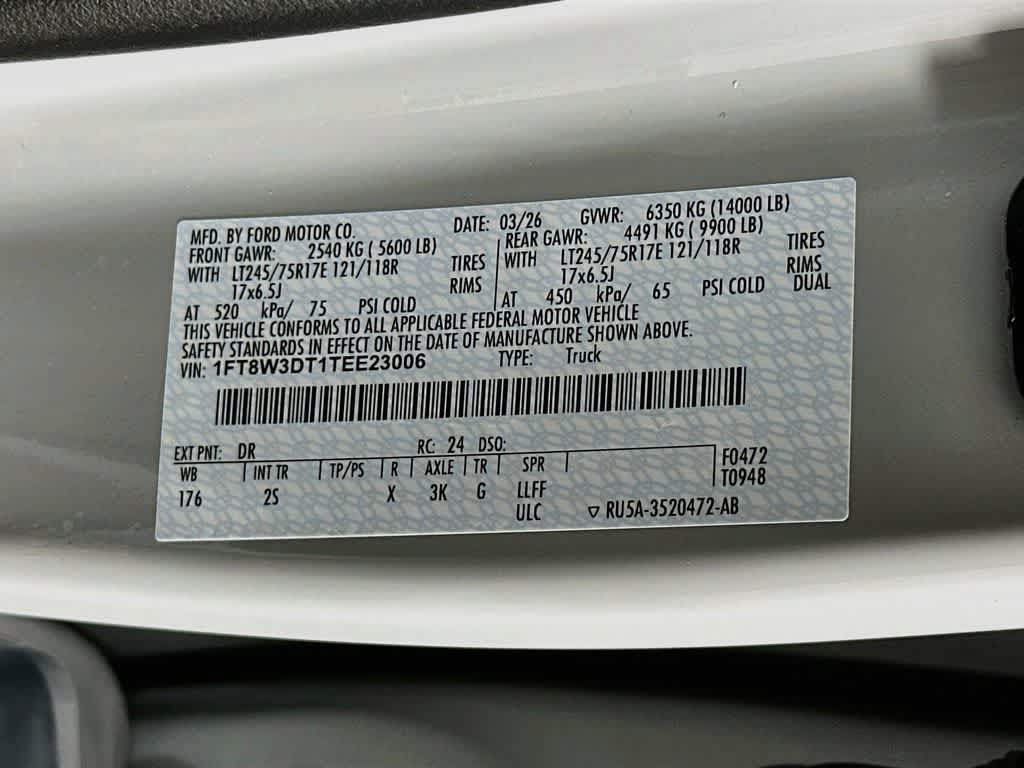 MFD. BY FORD MOTOR CO.
DATE: 03/26 GVWR: 6350 KG (14000 LB)
FRONT GAWR: 2540 KG ( 5600 LB)
WITH LT245/75R17E 121/118R TIRES
17x6.5J RIMS
AT 520 kPa/ 75 PSI COLD
REAR GAWR: 4491 KG ( 9900 LB)
WITH LT245/75R17E 121/118R TIRES
17x6.5J RIMS
AT 450 kPa/ 65 PSI COLD DUAL
THIS VEHICLE CONFORMS TO ALL APPLICABLE FEDERAL MOTOR VEHICLE
SAFETY STANDARDS IN EFFECT ON THE DATE OF MANUFACTURE SHOWN ABOVE.
VIN: 1FT8W3DT1TEE23006 TYPE: Truck
EXT PNT: DR RC: 24 DSO:
WB INT TR TP/PS R AXLE TR SPR F0472
176 2S X 3K G LLFF T0948
ULC RU5A-3520472-AB